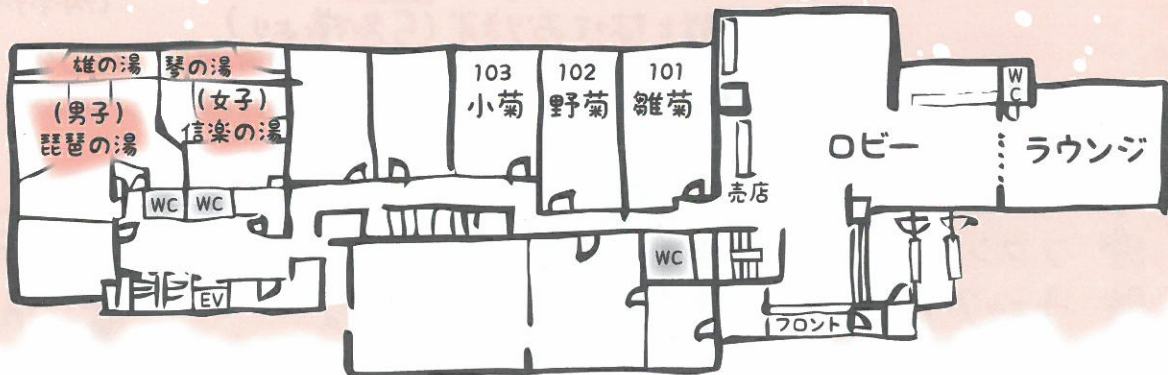 雄の湯
琴の湯
(男子)
琵琶の湯
(女子)
信楽の湯
103
小菊
102
野菊
101
雛菊
売店
ロビー
WC
ラウンジ
WC
WC
WC
EV
フロント